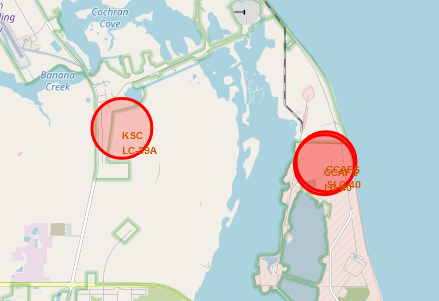 Cochran
Cove
Banana
Creek
KSC
LC-39A
CCAFS
SLC-40